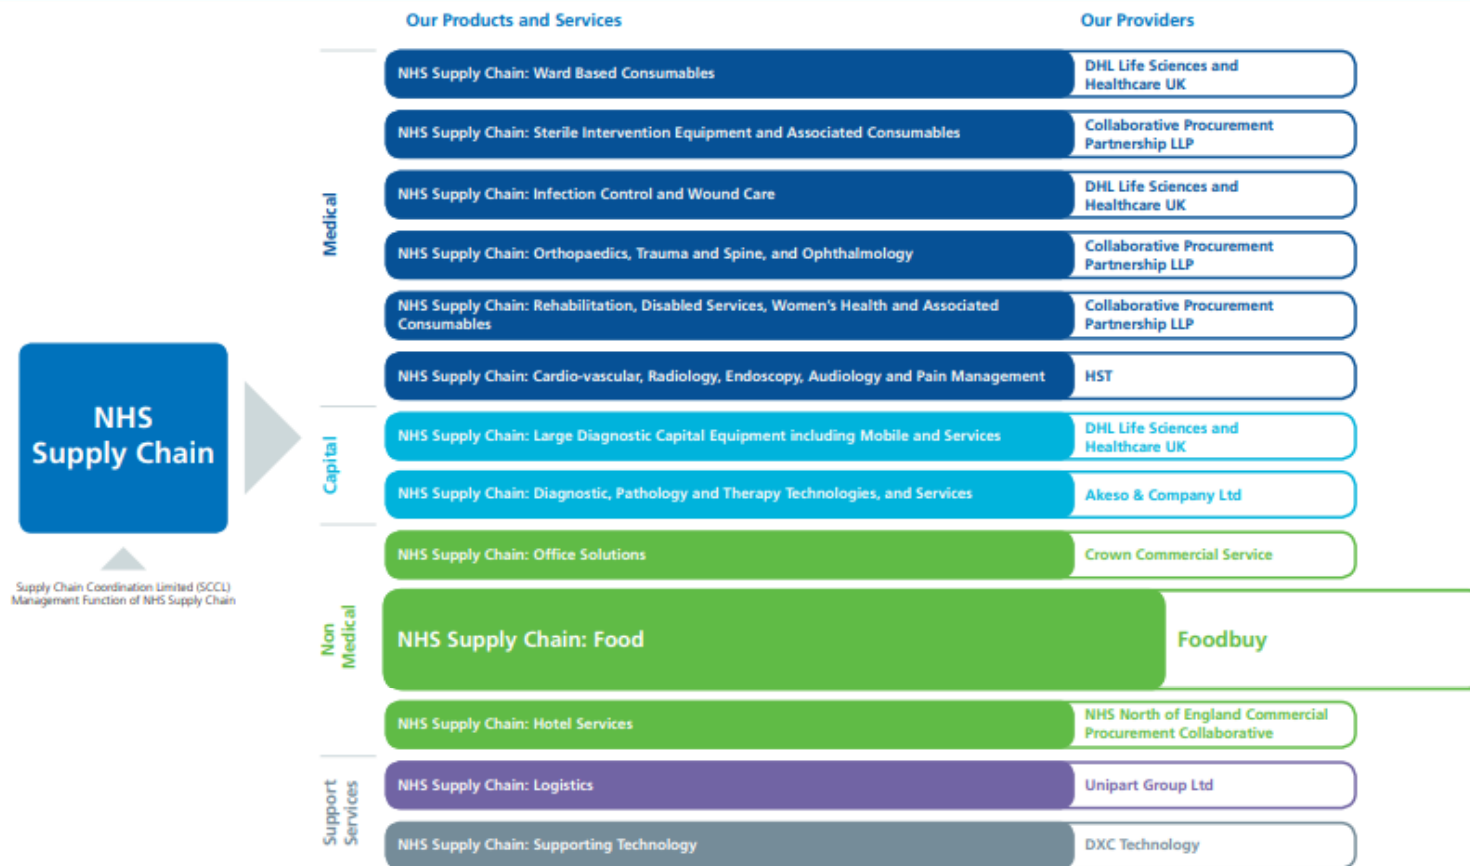 Our Products and Services
Our Providers
NHS
Supply Chain
Supply Chain Coordination Limited (SCCL)
Management Function of NHS Supply Chain
Medical
NHS Supply Chain: Ward Based Consumables
DHL Life Sciences and
Healthcare UK
NHS Supply Chain: Sterile Intervention Equipment and Associated Consumables
Collaborative Procurement
Partnership LLP
NHS Supply Chain: Infection Control and Wound Care
DHL Life Sciences and
Healthcare UK
NHS Supply Chain: Orthopaedics, Trauma and Spine, and Ophthalmology
Collaborative Procurement
Partnership LLP
NHS Supply Chain: Rehabilitation, Disabled Services, Women's Health and Associated
Consumables
Collaborative Procurement
Partnership LLP
NHS Supply Chain: Cardio-vascular, Radiology, Endoscopy, Audiology and Pain Management
HST
Capital
NHS Supply Chain: Large Diagnostic Capital Equipment including Mobile and Services
DHL Life Sciences and
Healthcare UK
NHS Supply Chain: Diagnostic, Pathology and Therapy Technologies, and Services
Akeso & Company Ltd
Non
Medical
NHS Supply Chain: Office Solutions
Crown Commercial Service
NHS Supply Chain: Food
Foodbuy
NHS Supply Chain: Hotel Services
NHS North of England Commercial
Procurement Collaborative
Support
Services
NHS Supply Chain: Logistics
Unipart Group Ltd
NHS Supply Chain: Supporting Technology
DXC Technology